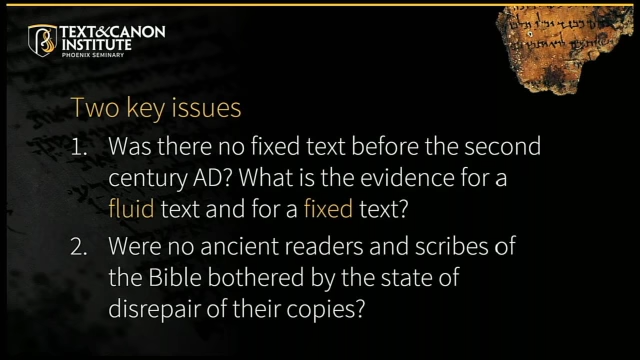 TEXT&CANON
INSTITUTE
PHOENIX SEMINARY
Two key issues
1. Was there no fixed text before the second
century AD? What is the evidence for a
fluid text and for a fixed text?
2. Were no ancient readers and scribes of
the Bible bothered by the state of
disrepair of their copies?